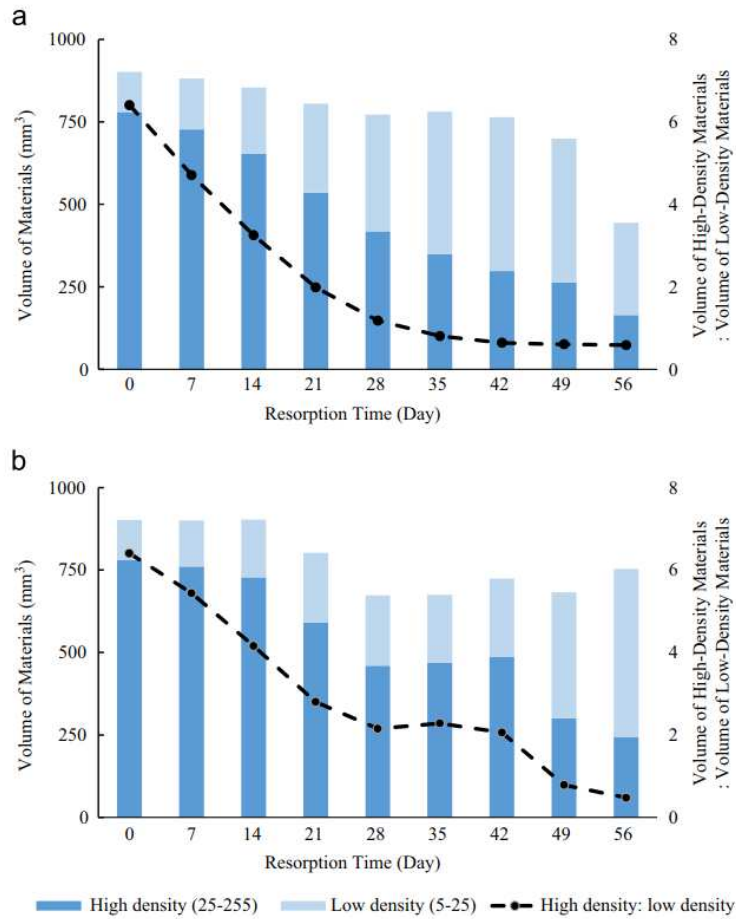 a
1000
750
500
250
0
8
6
4
2
0
Volume of Materials (mm³)
Volume of High-Density Materials
: Volume of Low-Density Materials
0 7 14 21 28 35 42 49 56
Resorption Time (Day)
b
1000
750
500
250
0
8
6
4
2
0
Volume of Materials (mm³)
Volume of High-Density Materials
: Volume of Low-Density Materials
0 7 14 21 28 35 42 49 56
Resorption Time (Day)
High density (25-255) Low density (5-25) High density: low density